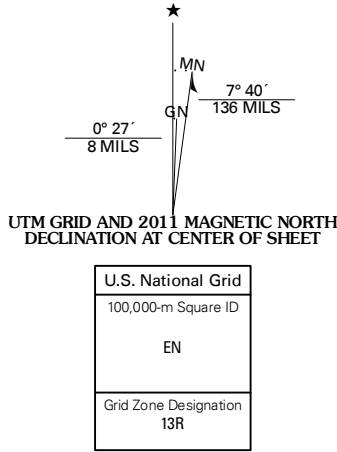 ★
MN
GN
7° 40´
136 MILS
0° 27´
8 MILS
UTM GRID AND 2011 MAGNETIC NORTH
DECLINATION AT CENTER OF SHEET
U.S. National Grid
100,000-m Square ID
EN
Grid Zone Designation
13R